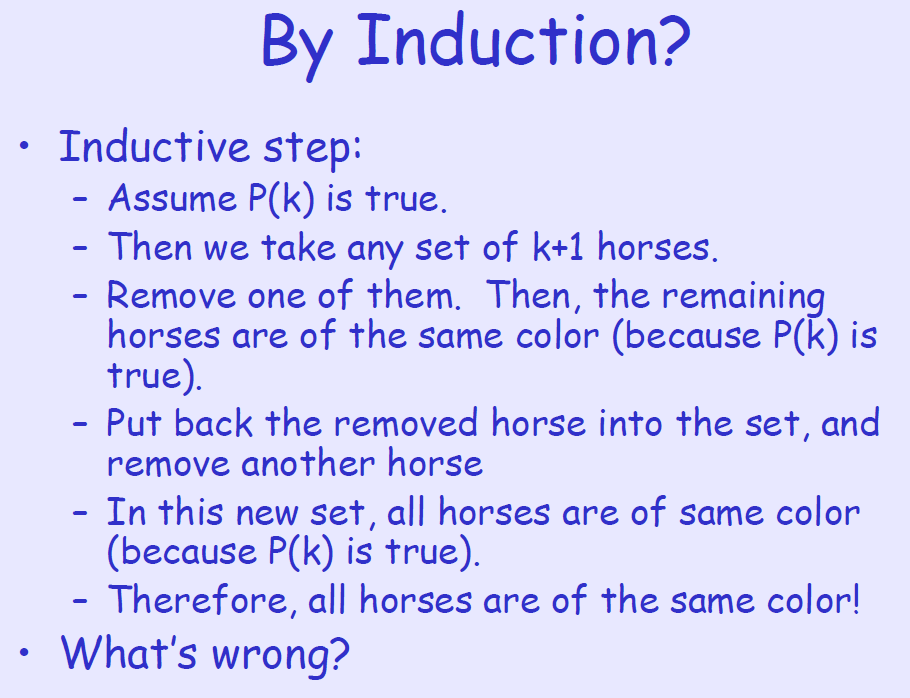 By Induction?
• Inductive step:
– Assume P(k) is true.
– Then we take any set of k+1 horses.
– Remove one of them. Then, the remaining
horses are of the same color (because P(k) is
true).
– Put back the removed horse into the set, and
remove another horse
– In this new set, all horses are of same color
(because P(k) is true).
– Therefore, all horses are of the same color!
• What's wrong?